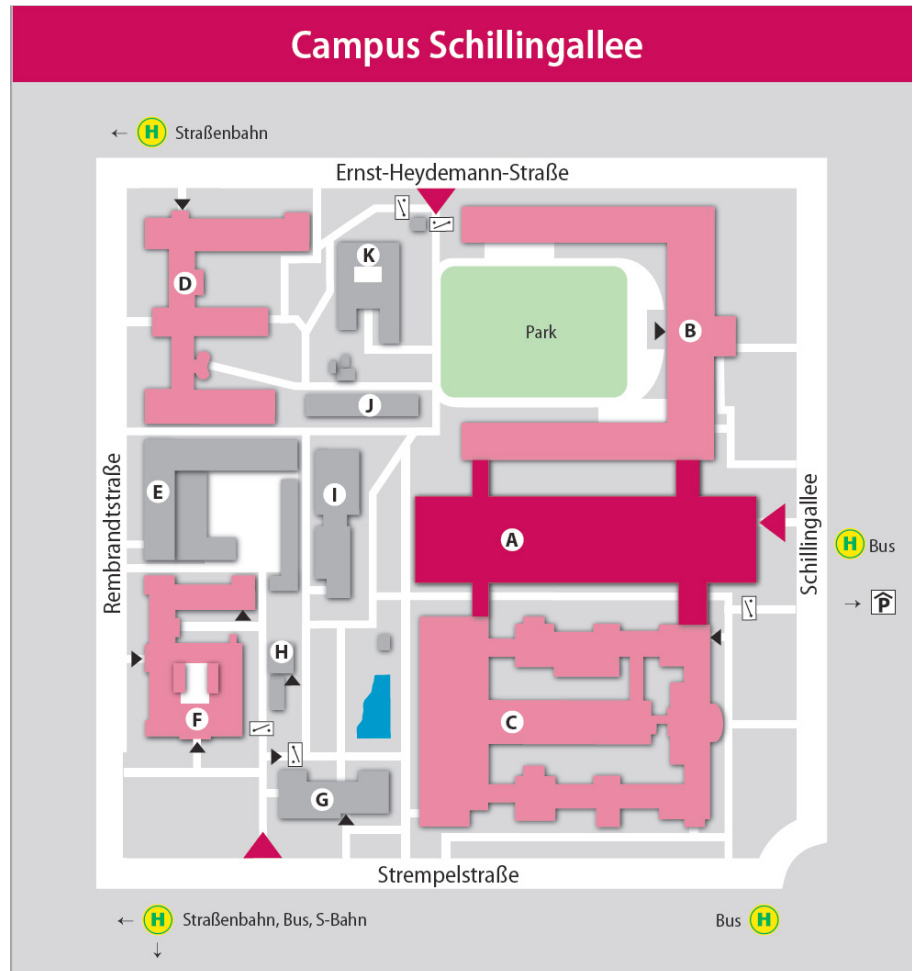 Campus Schillingallee
← H Straßenbahn
Ernst-Heydemann-Straße
K
D
Park
B
J
Rembrandtstraße
E
I
A
Schillingallee
H Bus
→ P
H
F
C
G
Strempelstraße
← H Straßenbahn, Bus, S-Bahn
↓
Bus H